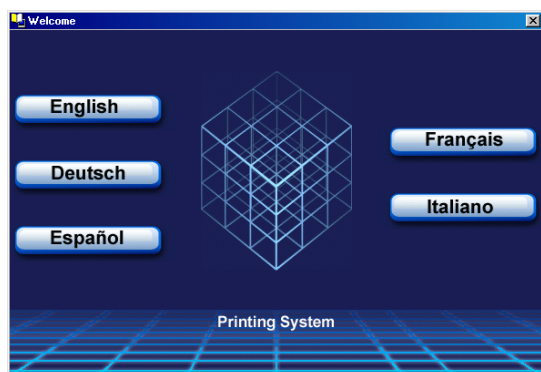 Welcome
English
Deutsch
Español
Français
Italiano
Printing System